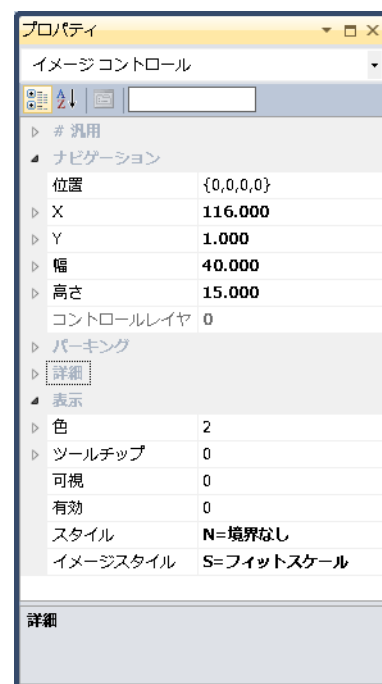 プロパティ
イメージ コントロール
# 汎用
ナビゲーション
位置 {0,0,0,0}
X 116.000
Y 1.000
幅 40.000
高さ 15.000
コントロールレイヤ 0
パーキング
詳細
表示
色 2
ツールチップ 0
可視 0
有効 0
スタイル N=境界なし
イメージスタイル S=フィットスケール
詳細